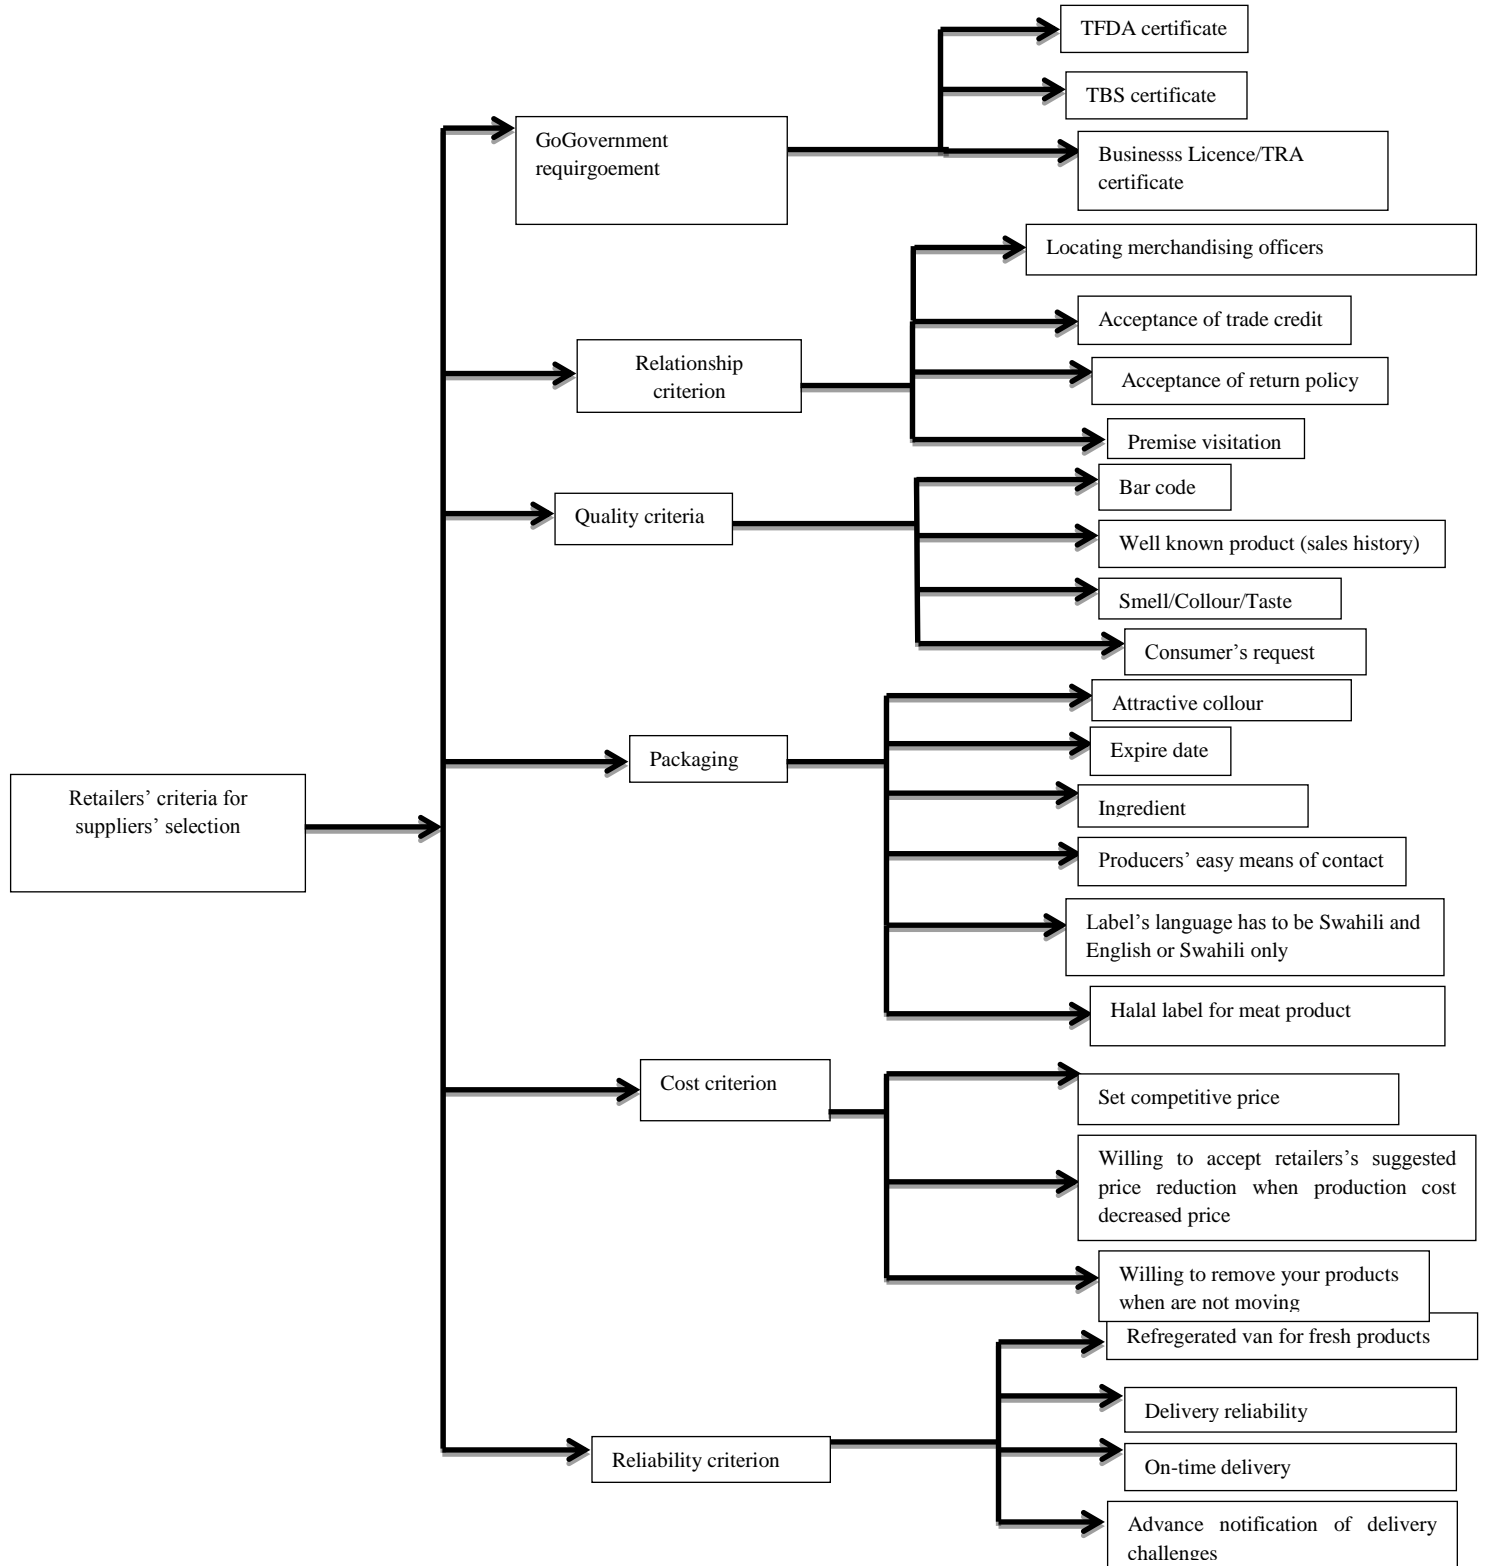 TFDA certificate
TBS certificate
GoGovernment
requirgoement
Businesss Licence/TRA
certificate
Locating merchandising officers
Acceptance of trade credit
Relationship
criterion
Acceptance of return policy
Premise visitation
Bar code
Quality criteria
Well known product (sales history)
Smell/Collour/Taste
Consumer’s request
Attractive collour
Expire date
Packaging
Ingredient
Retailers’ criteria for
suppliers’ selection
Producers’ easy means of contact
Label’s language has to be Swahili and
English or Swahili only
Halal label for meat product
Cost criterion
Set competitive price
Willing to accept retailers’s suggested
price reduction when production cost
decreased price
Willing to remove your products
when are not moving
Refregerated van for fresh products
Delivery reliability
Reliability criterion
On-time delivery
Advance notification of delivery
challenges